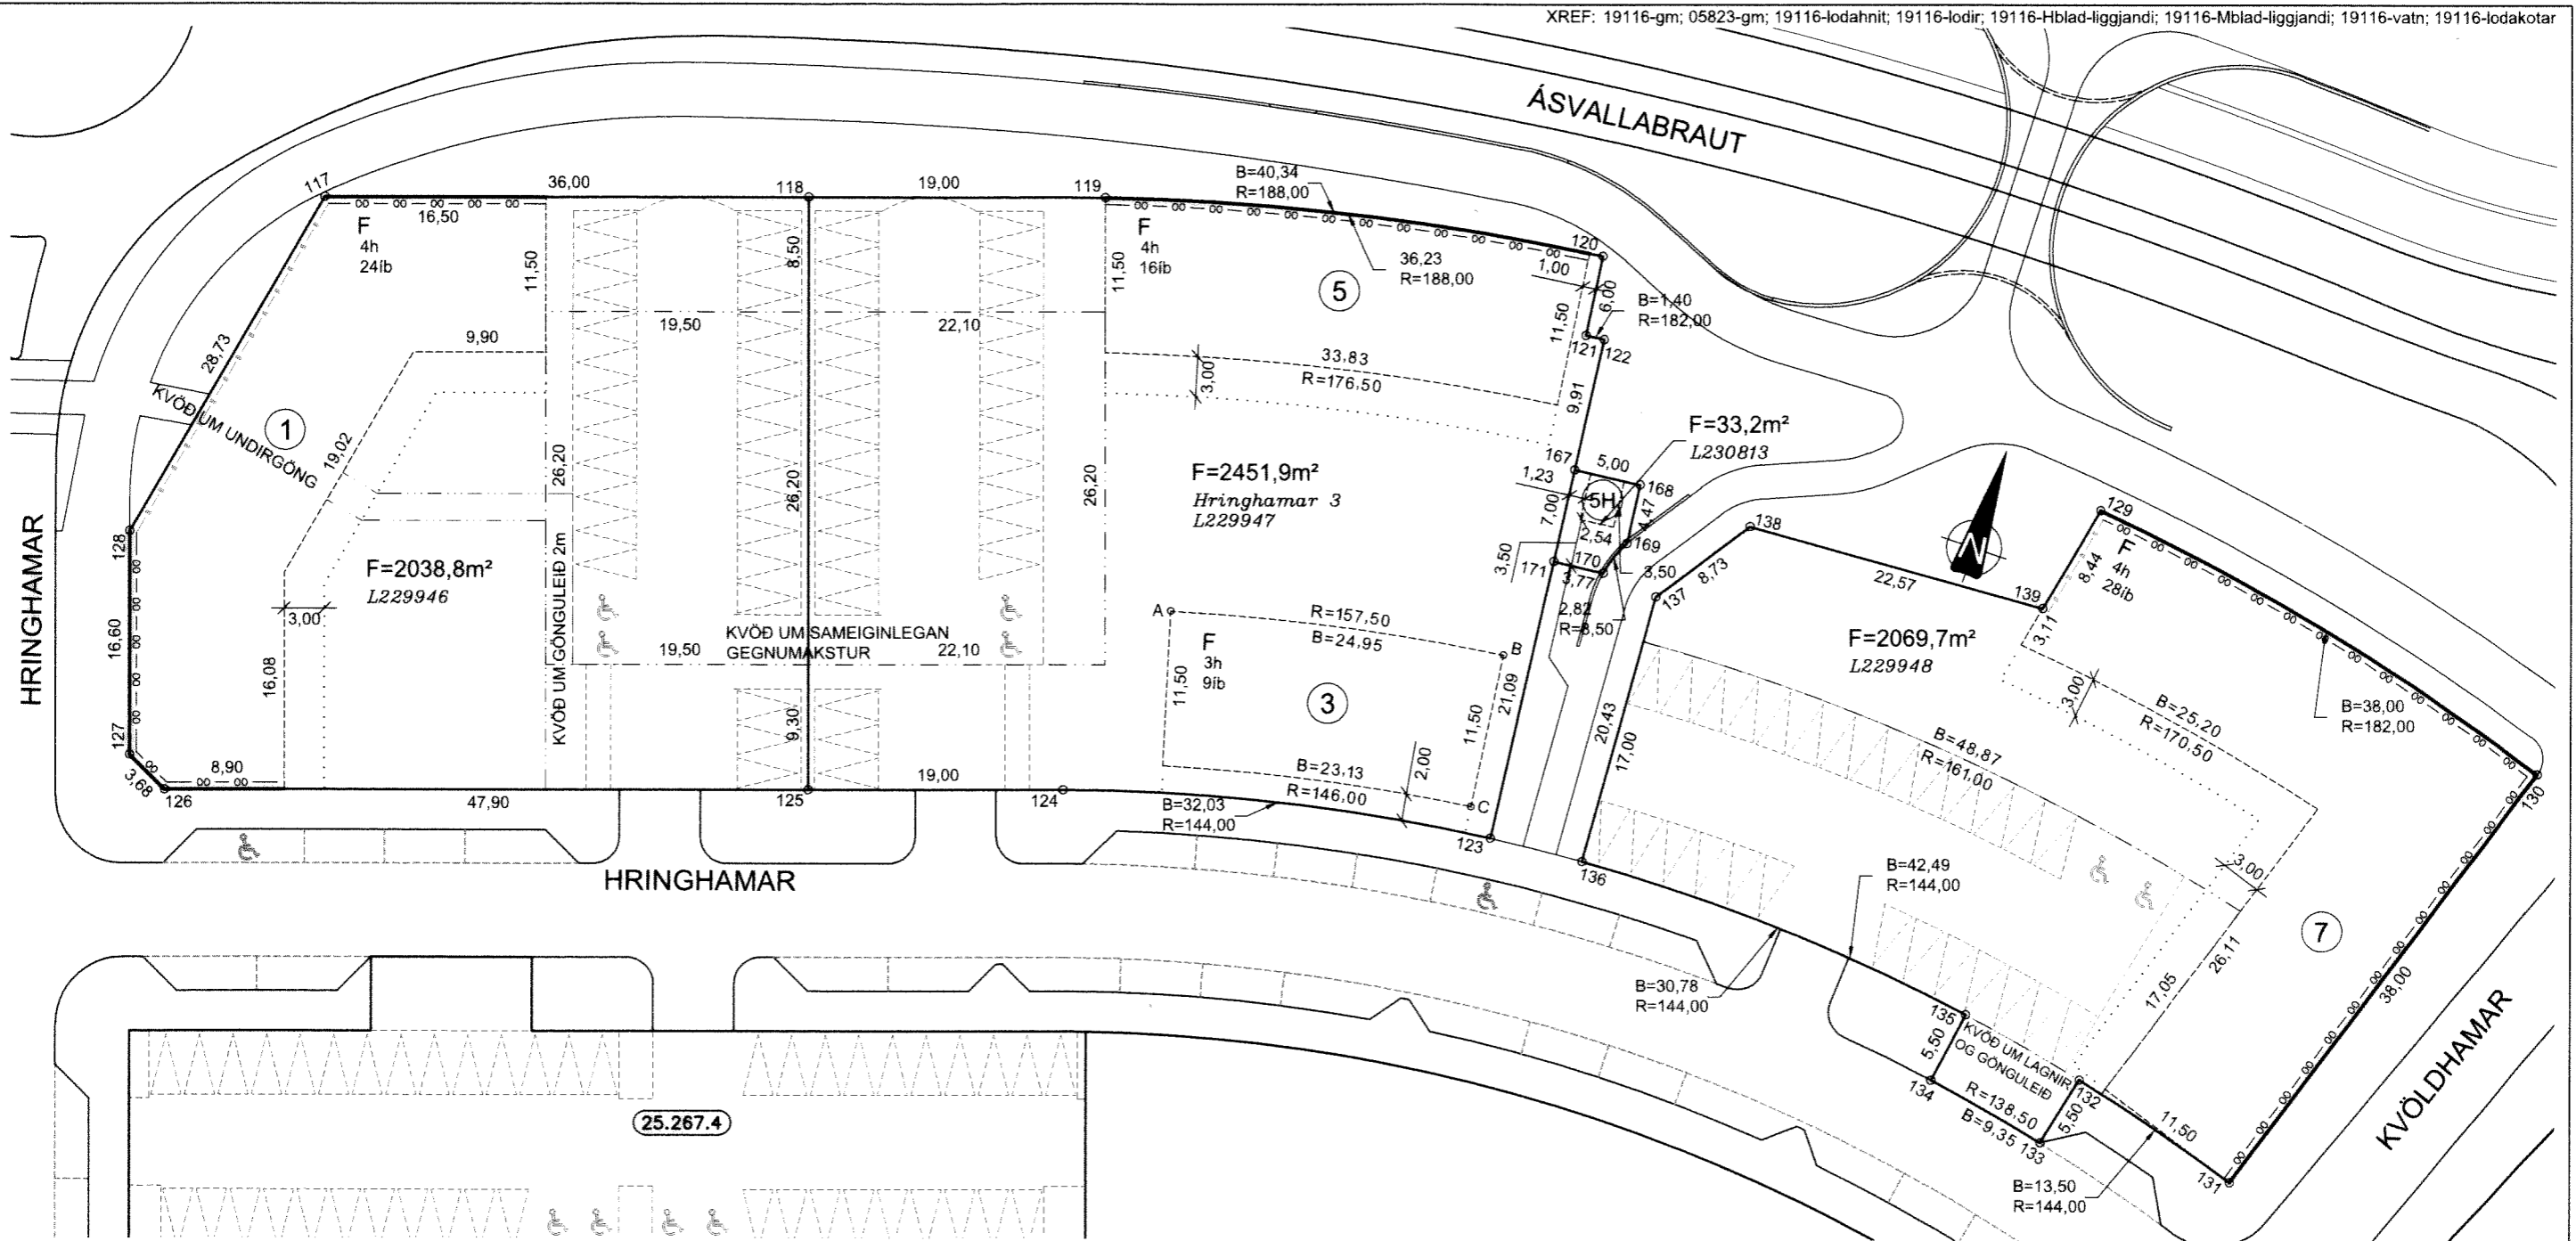 XREF: 19116-gm; 05823-gm; 19116-lodahnit; 19116-lodir; 19116-Hblad-liggjandi; 19116-Mblad-liggjandi; 19116-vatn; 19116-lodakotar
ÁSVALLABRAUT
117
36,00
118
19,00
119
B=40,34
R=188,00
16,50
F
4h
24íb
11,50
8,50
11,50
F
4h
16íb
120
36,23
R=188,00
1,00
6,00
B=1,40
R=182,00
5
19,50
22,10
11,50
121
122
28,73
9,90
33,83
R=176,50
3,00
9,91
KVÖÐ UM UNDIRGÖNG
1
19,02
26,20
26,20
26,20
F=2451,9m²
Hringhamar 3
L229947
167
5,00
F=33,2m²
L230813
1,23
168
5H
7,00
4,47
2,54
169
3,50
170
171
3,77
3,50
2,82
R=8,50
138
129
F
4h
28íb
8,44
22,57
8,73
139
137
3,11
HRINGHAMAR
128
F=2038,8m²
L229946
KVÖÐ UM GÖNGULEIÐ 2m
3,00
16,60
16,08
19,50
KVÖÐ UM SAMEIGINLEGAN
GEGNUMAKSTUR
22,10
A
R=157,50
B=24,95
B
F
3h
9íb
11,50
3
21,09
11,50
F=2069,7m²
L229948
3,00
B=25,20
R=170,50
B=38,00
R=182,00
20,43
17,00
B=48,87
R=161,00
127
3,68
8,90
126
47,90
9,30
125
19,00
124
B=23,13
R=146,00
2,00
C
B=32,03
R=144,00
123
130
HRINGHAMAR
136
B=42,49
R=144,00
3,00
7
26,11
17,05
38,00
B=30,78
R=144,00
135
KVÖÐ UM LAGNIR
OG GÖNGULEIÐ
5,50
134
R=138,50
B=9,35
133
5,50
132
11,50
131
B=13,50
R=144,00
KVÖLDHAMAR
25.267.4
N